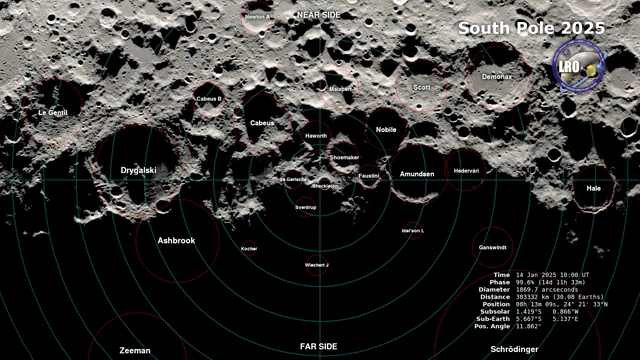 NEAR SIDE
South Pole 2025
Newton A
LRO
Demonax
Scott
Malapert
Cabeus B
Le Gentil
Cabeus
Nobile
Haworth
Shoemaker
Drygalski
Faustini
Amundsen
Hédervári
de Gerlache
Shackleton
Hale
Sverdrup
Idel'son L
Ashbrook
Kocher
Ganswindt
Wiechert J
Time 14 Jan 2025 10:00 UT
Phase 99.6% (14d 11h 33m)
Diameter 1869.7 arcseconds
Distance 383332 km (30.08 Earths)
Position 08h 13m 09s, 24° 21' 33"N
Subsolar 1.419°S 0.866°W
Sub-Earth 5.667°S 5.137°E
Pos. Angle 11.862°
Zeeman
FAR SIDE
Schrödinger